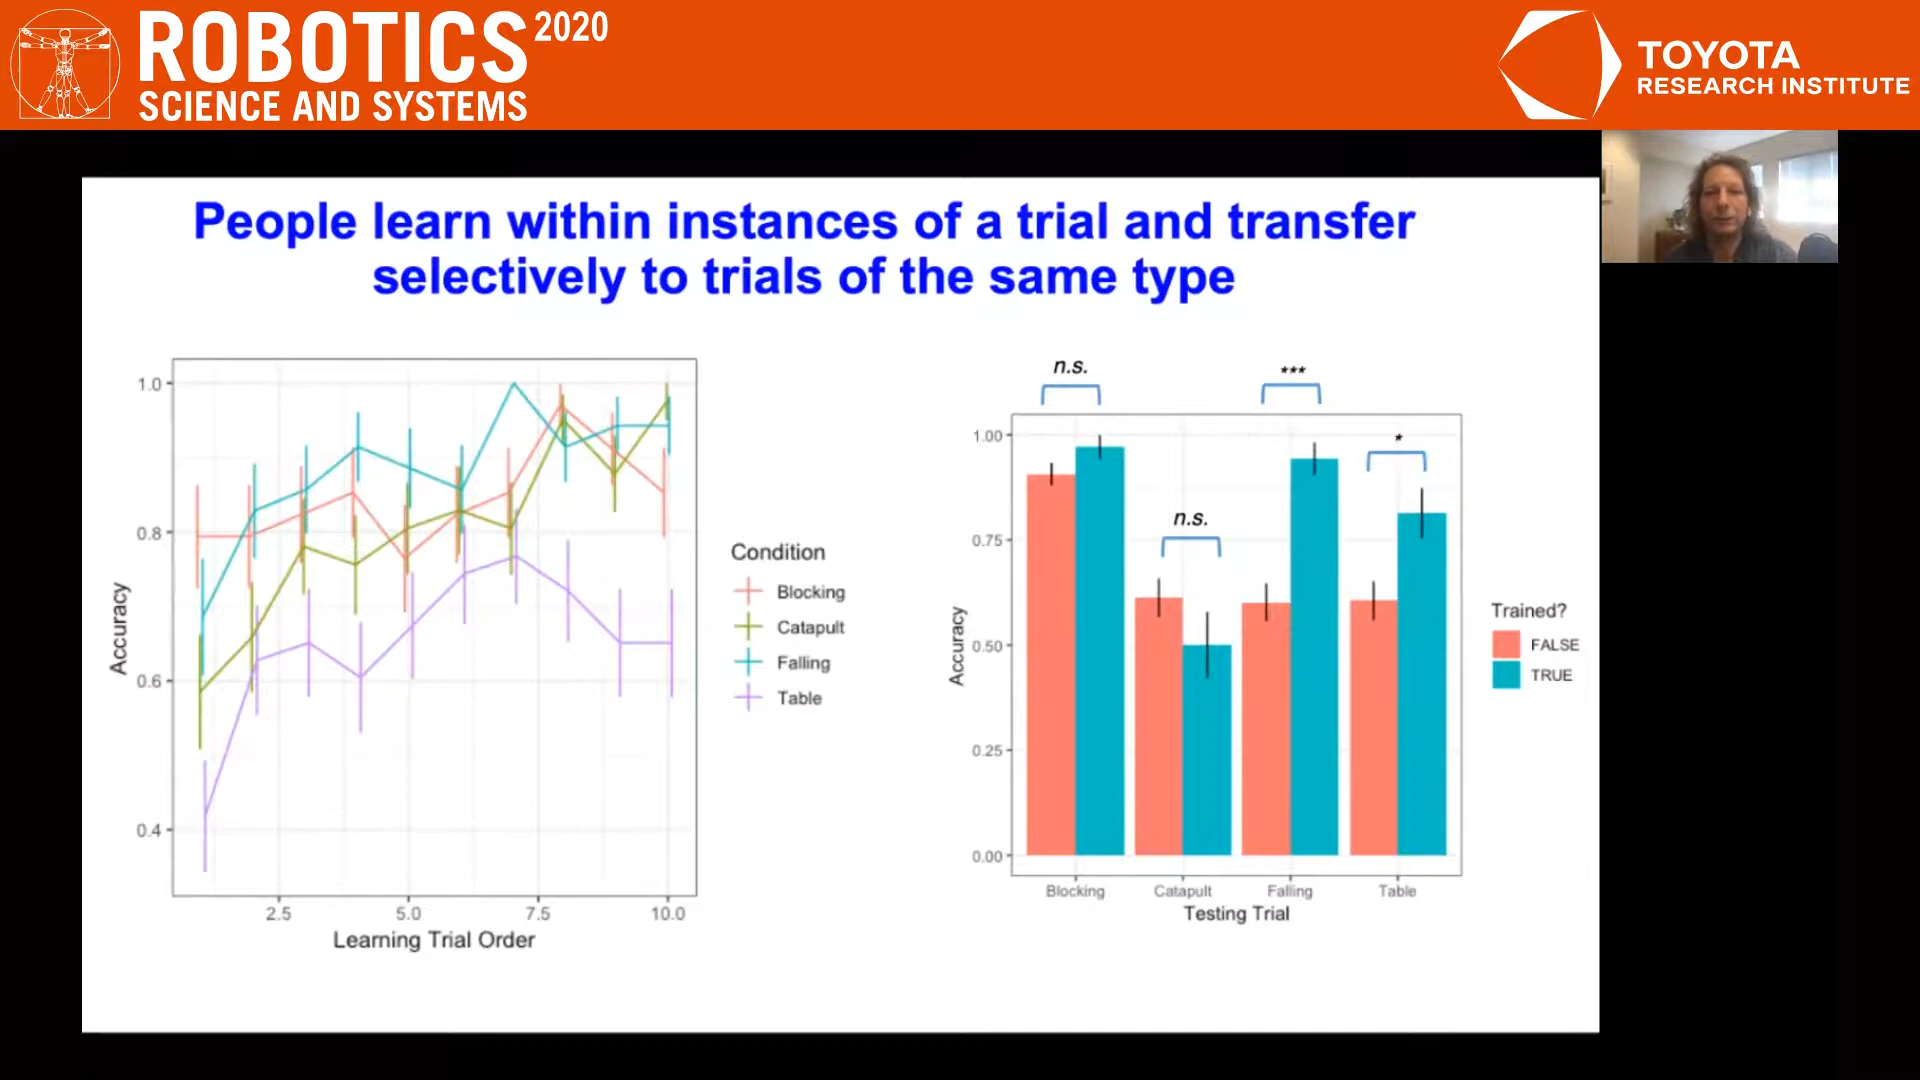 ROBOTICS 2020
SCIENCE AND SYSTEMS
TOYOTA
RESEARCH INSTITUTE
People learn within instances of a trial and transfer
selectively to trials of the same type
1.0
0.8
0.6
0.4
Accuracy
2.5 5.0 7.5 10.0
Learning Trial Order
Condition
Blocking
Catapult
Falling
Table
n.s.
n.s.
***
*
1.00
0.75
0.50
0.25
0.00
Accuracy
Blocking Catapult Falling Table
Testing Trial
Trained?
FALSE
TRUE